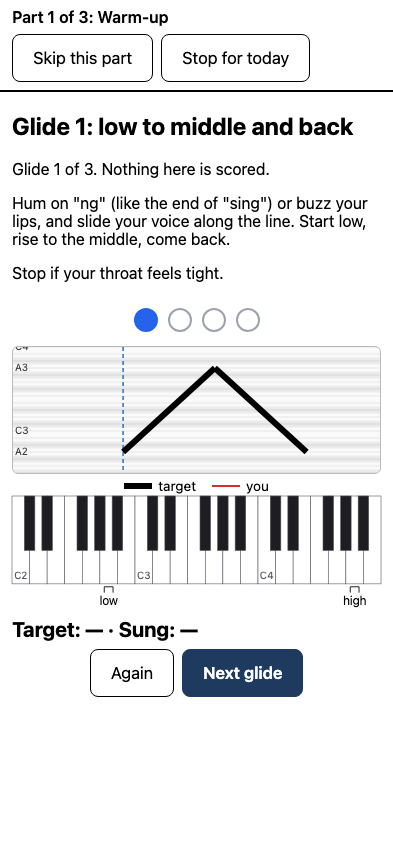 Part 1 of 3: Warm-up
Skip this part
Stop for today
Glide 1: low to middle and back
Glide 1 of 3. Nothing here is scored.
Hum on "ng" (like the end of "sing") or buzz your
lips, and slide your voice along the line. Start low,
rise to the middle, come back.
Stop if your throat feels tight.
A3
C3
A2
target
you
C2
C3
C4
low
high
Target: — · Sung: —
Again
Next glide